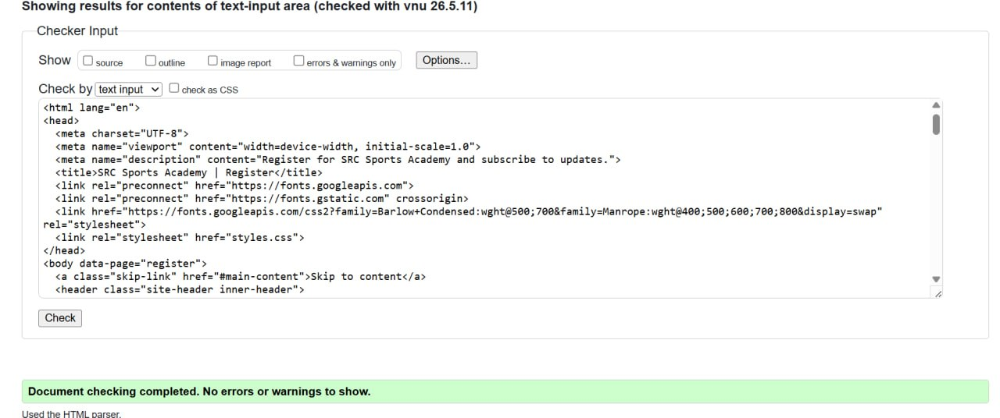 Showing results for contents of text-input area (checked with vnu 26.5.11)
Checker Input
Show source outline image report errors & warnings only Options...
Check by text input check as CSS
<html lang="en">
<head>
<meta charset="UTF-8">
<meta name="viewport" content="width=device-width, initial-scale=1.0">
<meta name="description" content="Register for SRC Sports Academy and subscribe to updates.">
<title>SRC Sports Academy | Register</title>
<link rel="preconnect" href="https://fonts.googleapis.com">
<link rel="preconnect" href="https://fonts.gstatic.com" crossorigin>
<link href="https://fonts.googleapis.com/css2?family=Barlow+Condensed:wght@500;700&family=Manrope:wght@400;500;600;700;800&display=swap"
rel="stylesheet">
<link rel="stylesheet" href="styles.css">
</head>
<body data-page="register">
<a class="skip-link" href="#main-content">Skip to content</a>
<header class="site-header inner-header">
Check
Document checking completed. No errors or warnings to show.
Used the HTML parser.